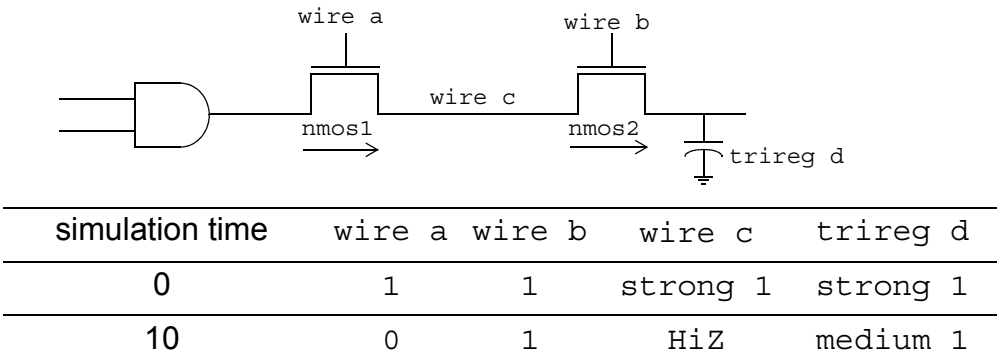 wire a
wire b
wire c
nmos1
nmos2
trireg d
simulation time wire a wire b wire c trireg d
0 1 1 strong 1 strong 1
10 0 1 HiZ medium 1